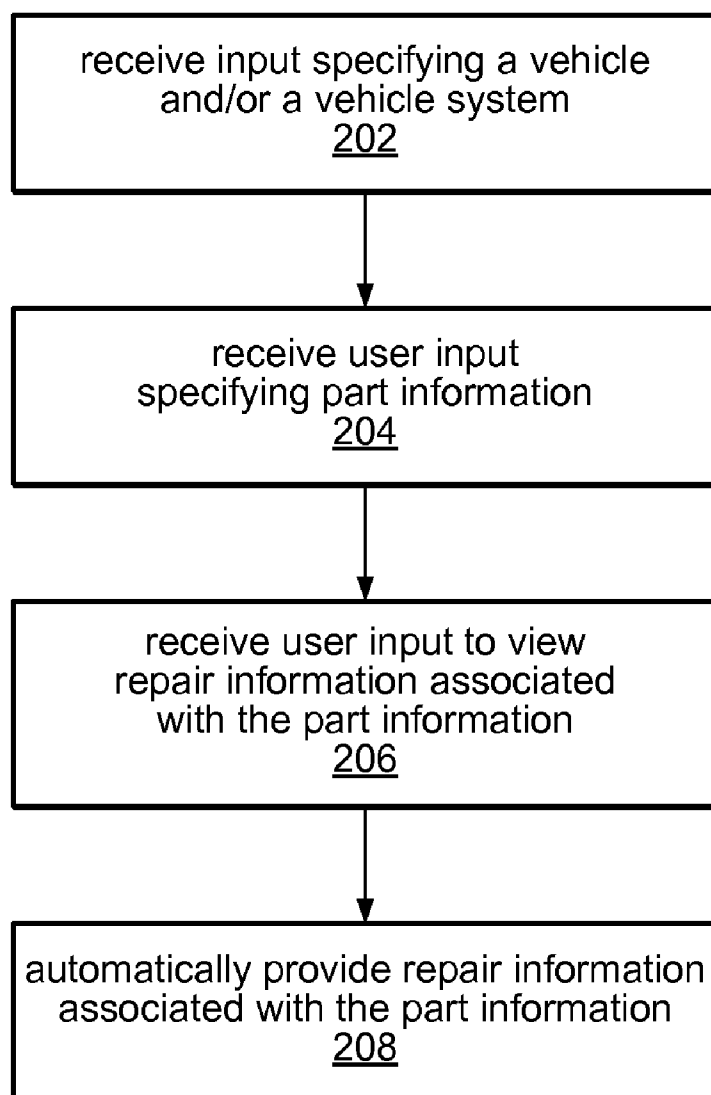 receive input specifying a vehicle
and/or a vehicle system
202
receive user input
specifying part information
204
receive user input to view
repair information associated
with the part information
206
automatically provide repair information
associated with the part information
208